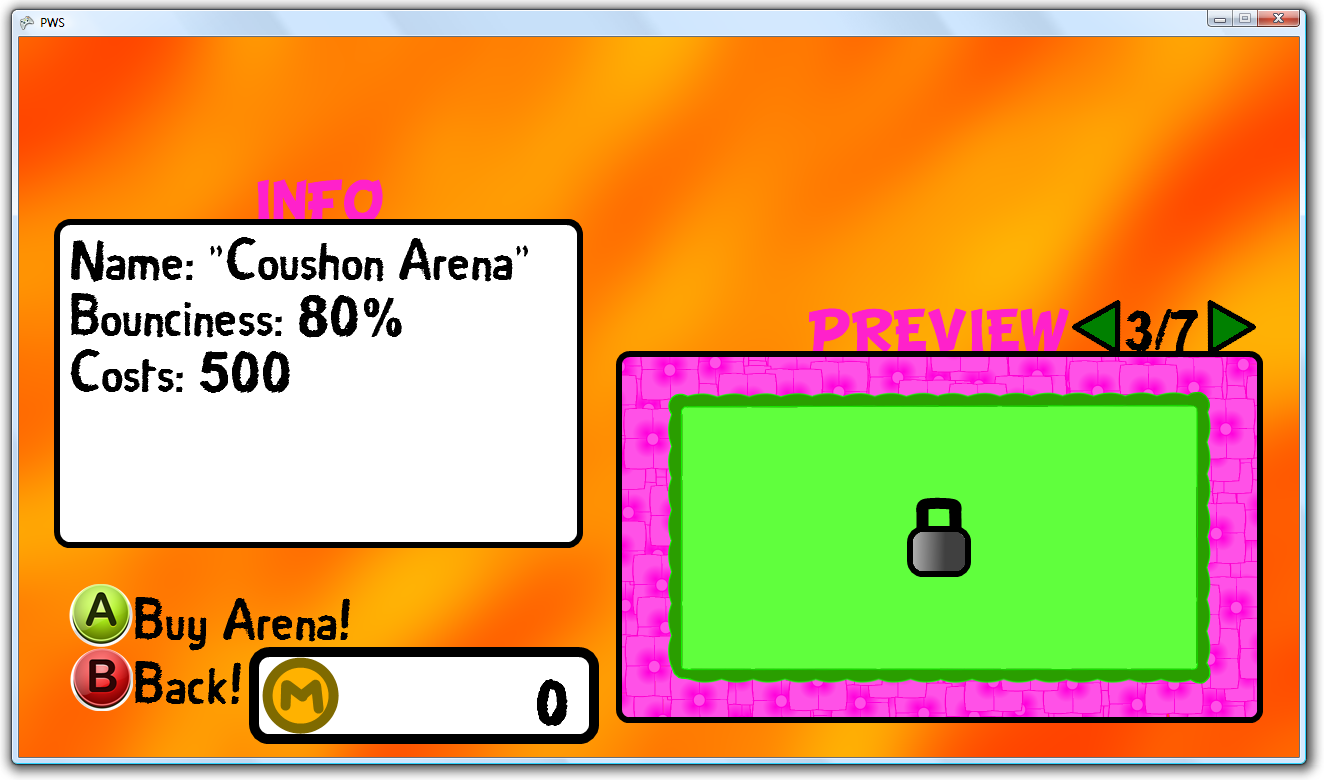 PWS
INFO
Name: "Coushon Arena"
Bounciness: 80%
Costs: 500
PREVIEW 3/7
A Buy Arena!
B Back!
M 0